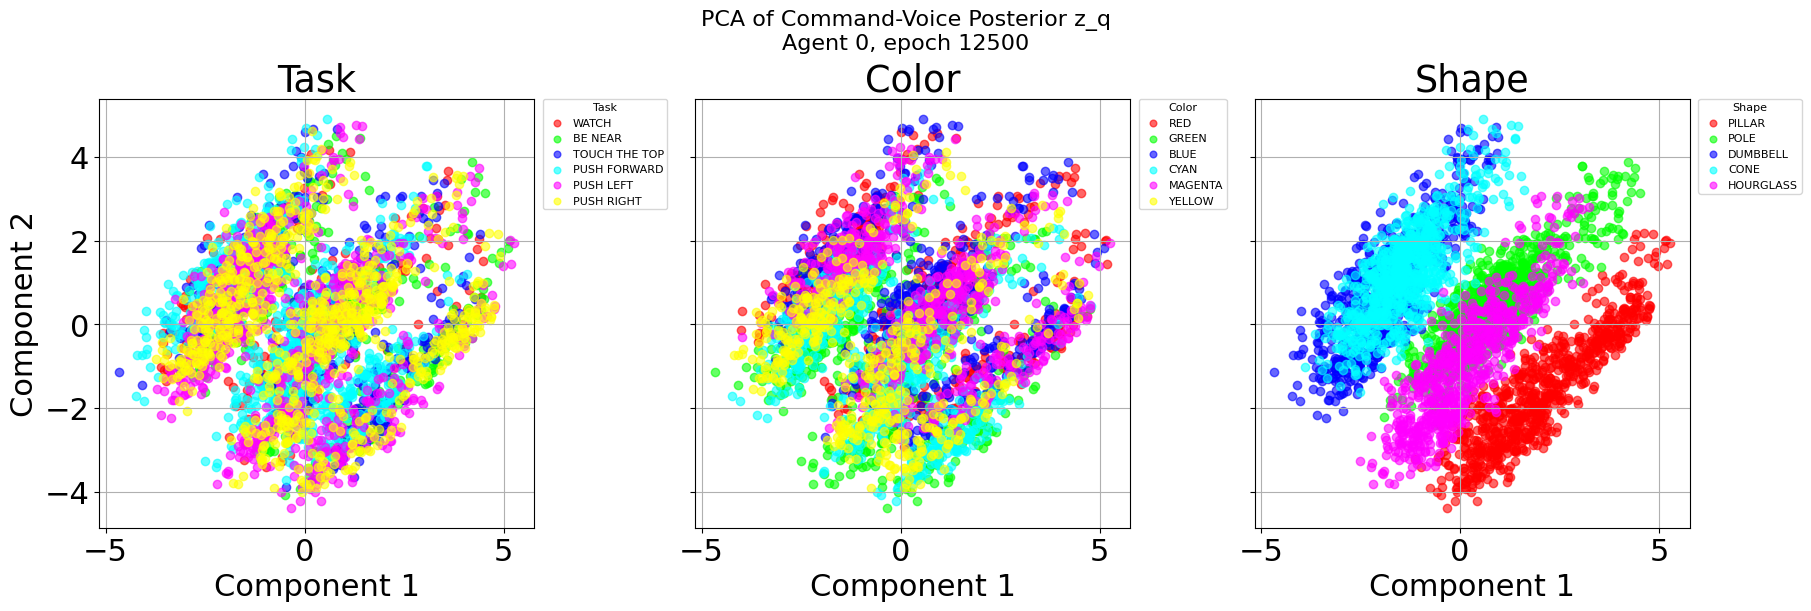 PCA of Command-Voice Posterior z_q
Agent 0, epoch 12500
Task
Color
Shape
Component 2
4
2
0
−2
−4
−5
0
5
Component 1
Task
WATCH
BE NEAR
TOUCH THE TOP
PUSH FORWARD
PUSH LEFT
PUSH RIGHT
−5
0
5
Component 1
Color
RED
GREEN
BLUE
CYAN
MAGENTA
YELLOW
−5
0
5
Component 1
Shape
PILLAR
POLE
DUMBBELL
CONE
HOURGLASS